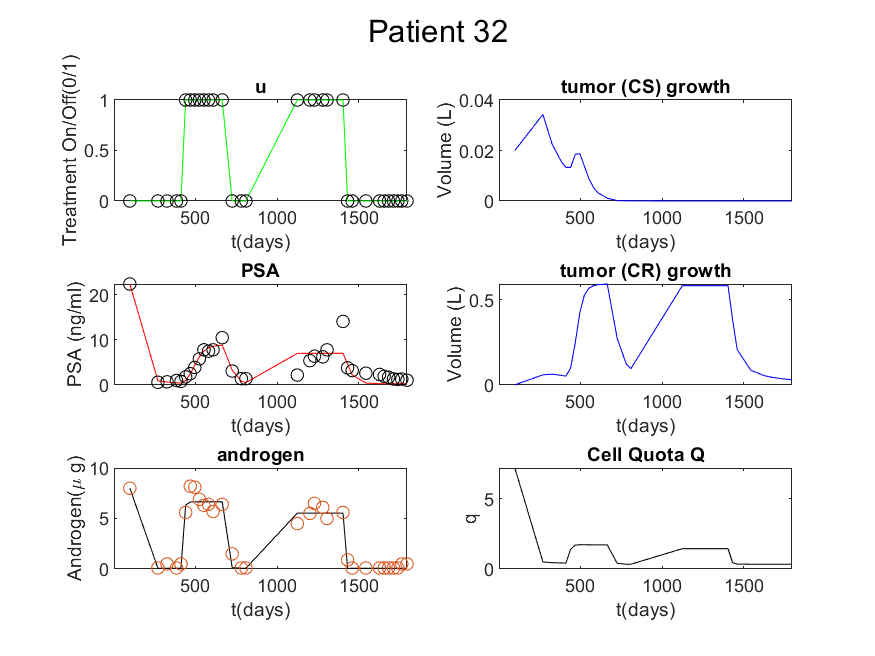 Patient 32
u
Treatment On/Off(0/1)
1
0.5
0
500
1000
1500
t(days)
tumor (CS) growth
Volume (L)
0.04
0.02
0
500
1000
1500
t(days)
PSA
PSA (ng/ml)
20
10
0
500
1000
1500
t(days)
tumor (CR) growth
Volume (L)
0.5
0
500
1000
1500
t(days)
androgen
Androgen(μ g)
10
5
0
500
1000
1500
t(days)
Cell Quota Q
q
5
0
500
1000
1500
t(days)